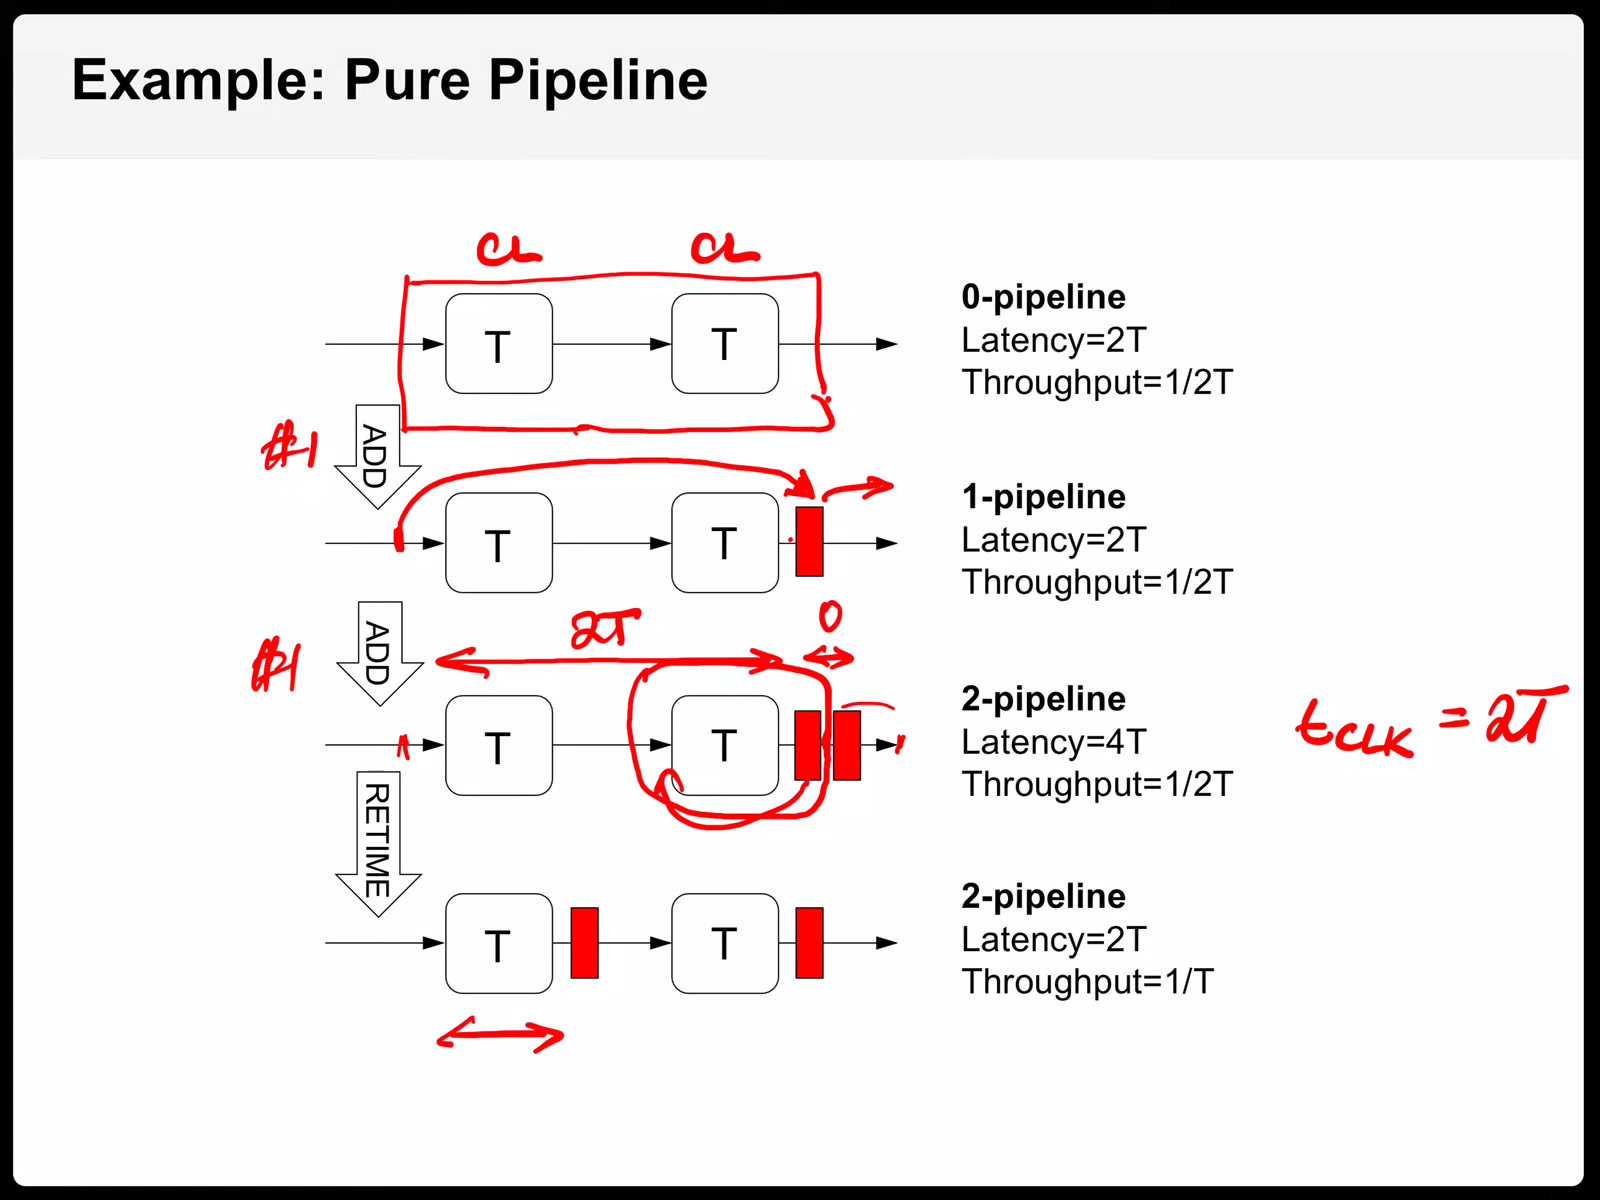 Example: Pure Pipeline
CL CL
T T
0-pipeline
Latency=2T
Throughput=1/2T
#1
ADD
T T
1-pipeline
Latency=2T
Throughput=1/2T
#1
ADD
2T 0
T T
2-pipeline
Latency=4T
Throughput=1/2T
tCLK = 2T
RETIME
T T
2-pipeline
Latency=2T
Throughput=1/T